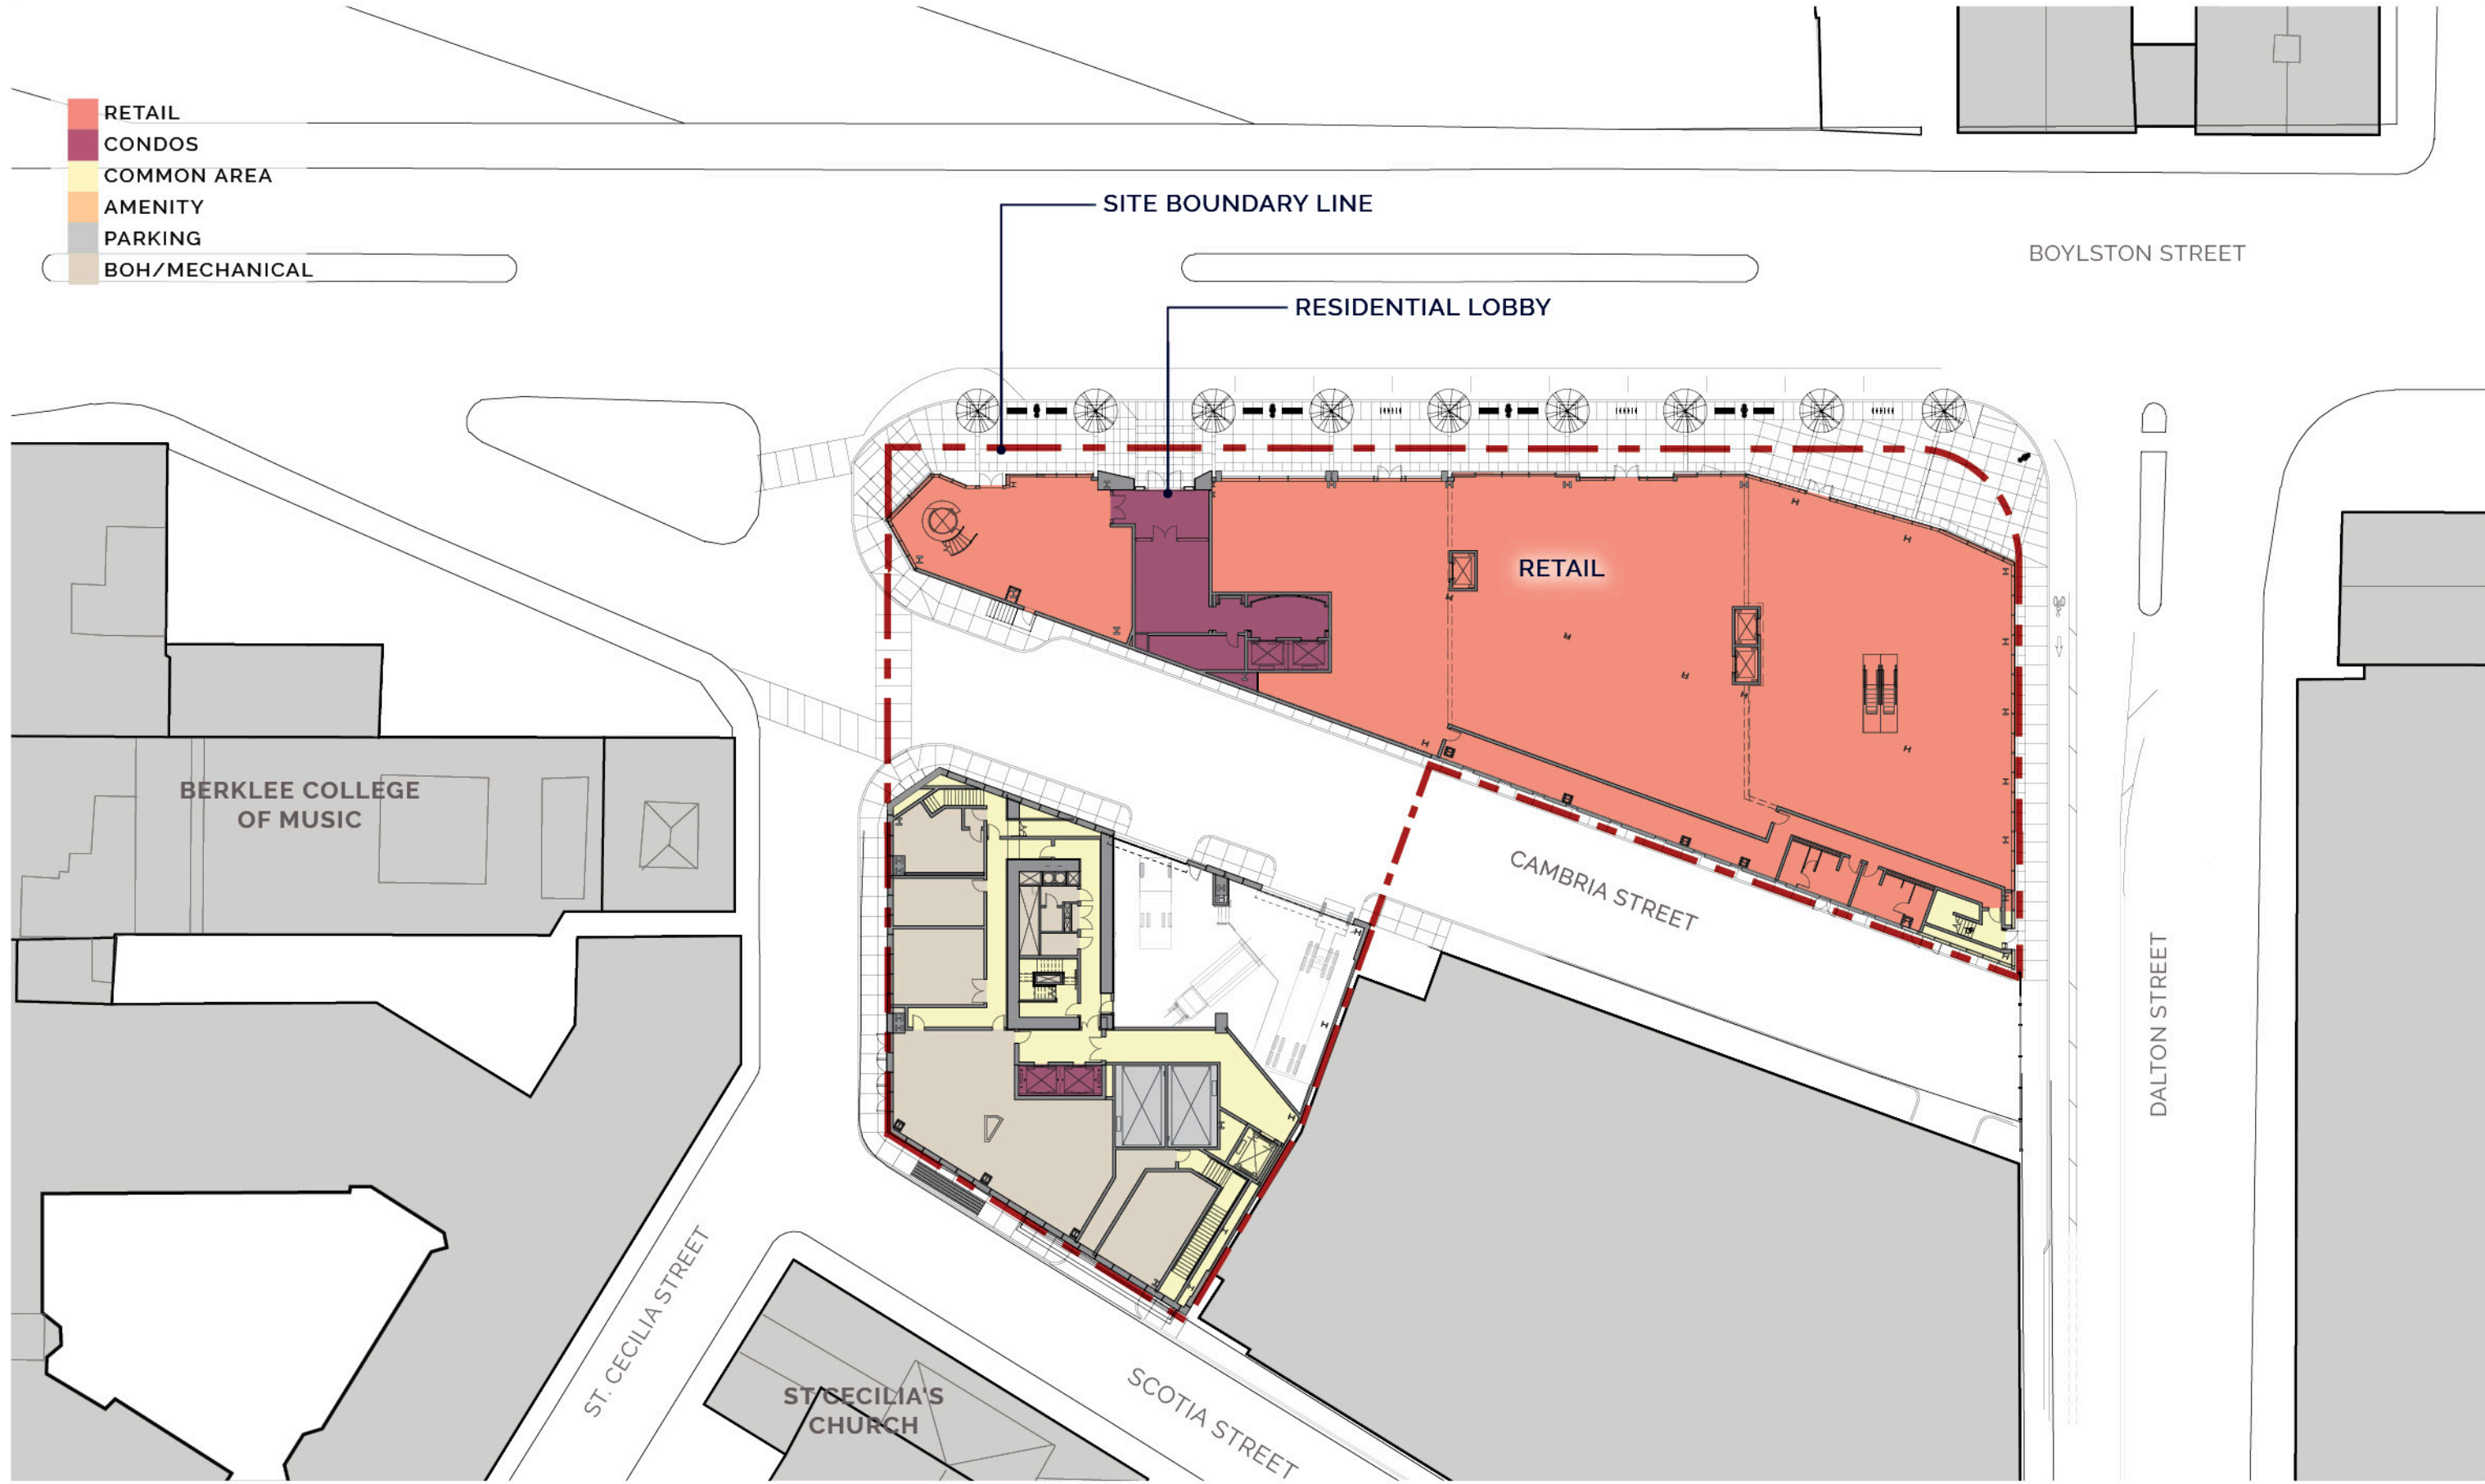 RETAIL
CONDOS
COMMON AREA
AMENITY
PARKING
BOH/MECHANICAL
SITE BOUNDARY LINE
BOYLSTON STREET
RESIDENTIAL LOBBY
RETAIL
BERKLEE COLLEGE
OF MUSIC
CAMBRIA STREET
DALTON STREET
ST. CECILIA STREET
ST CECILIA'S
CHURCH
SCOTIA STREET